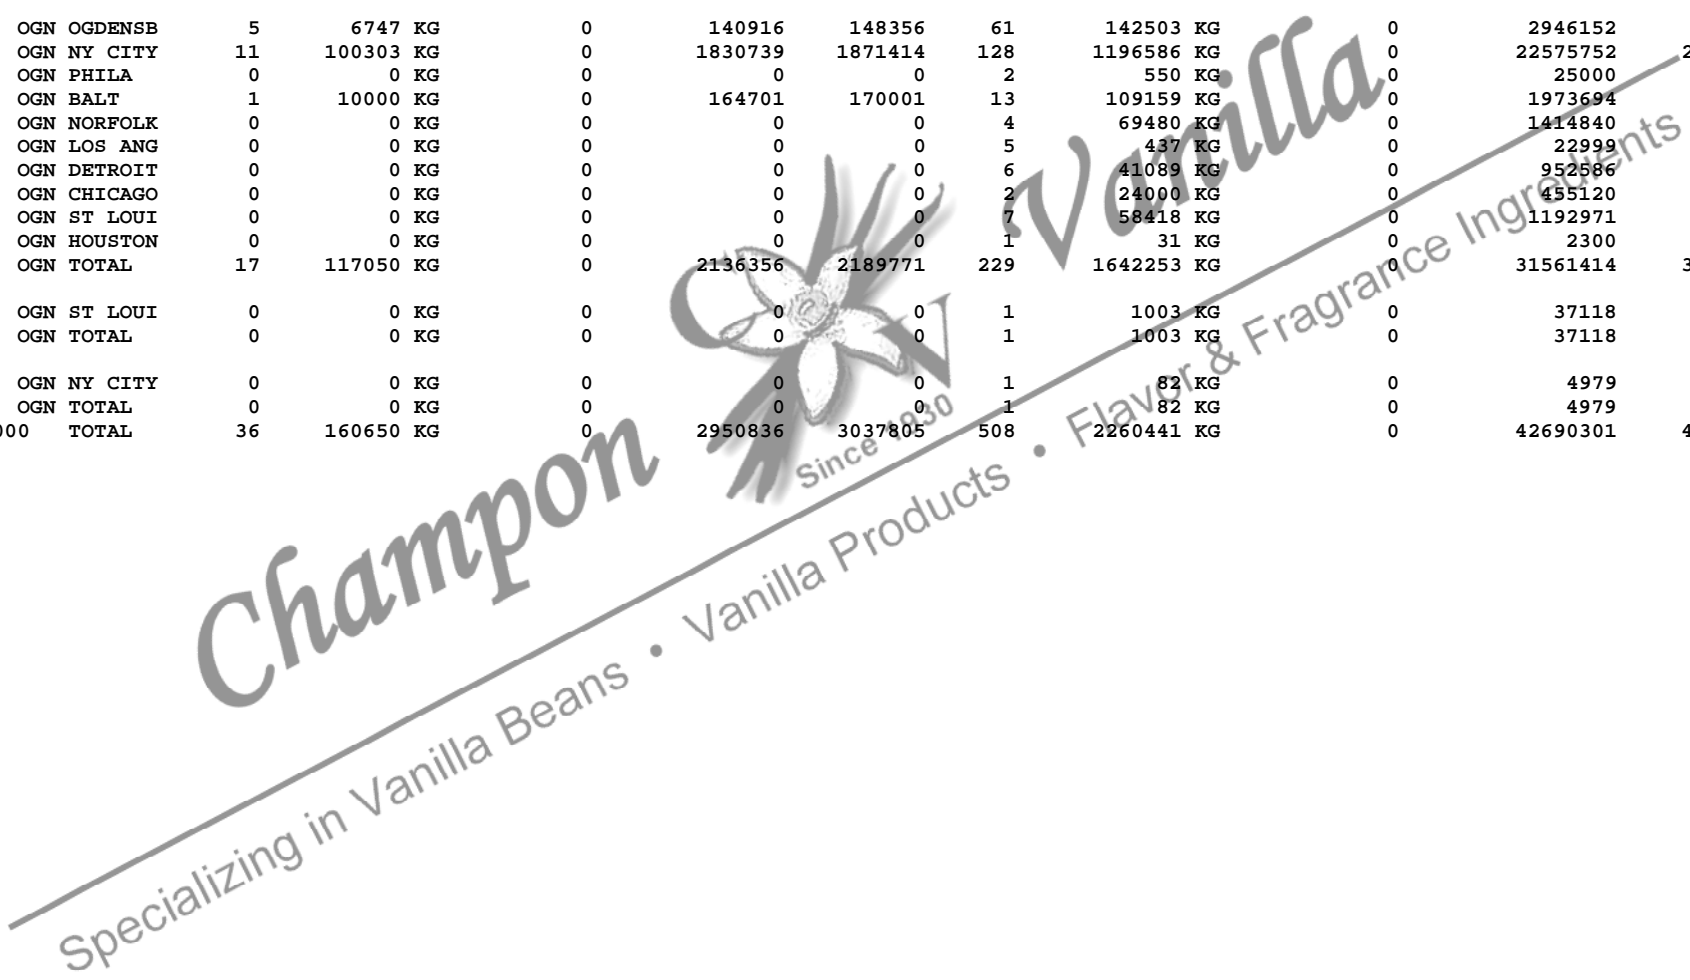 OGN OGDENSB 5 6747 KG 0 140916 148356 61 142503 KG 0 2946152
OGN NY CITY 11 100303 KG 0 1830739 1871414 128 1196586 KG 0 22575752 2
OGN PHILA 0 0 KG 0 0 0 2 550 KG 0 25000
OGN BALT 1 10000 KG 0 164701 170001 13 109159 KG 0 1973694
OGN NORFOLK 0 0 KG 0 0 0 4 69480 KG 0 1414840
OGN LOS ANG 0 0 KG 0 0 0 5 437 KG 0 22999
OGN DETROIT 0 0 KG 0 0 0 6 41089 KG 0 952586
OGN CHICAGO 0 0 KG 0 0 0 2 24000 KG 0 455120
OGN ST LOUI 0 0 KG 0 0 0 7 58418 KG 0 1192971
OGN HOUSTON 0 0 KG 0 0 0 1 31 KG 0 2300
OGN TOTAL 17 117050 KG 0 2136356 2189771 229 1642253 KG 0 31561414 3
OGN ST LOUI 0 0 KG 0 0 0 1 1003 KG 0 37118
OGN TOTAL 0 0 KG 0 0 0 1 1003 KG 0 37118
OGN NY CITY 0 0 KG 0 0 0 1 82 KG 0 4979
OGN TOTAL 0 0 KG 0 0 0 1 82 KG 0 4979
000 TOTAL 36 160650 KG 0 2950836 3037805 508 2260441 KG 0 42690301 4
Champon Vanilla
C V
Since 1830
Specializing in Vanilla Beans • Vanilla Products • Flavor & Fragrance Ingredients